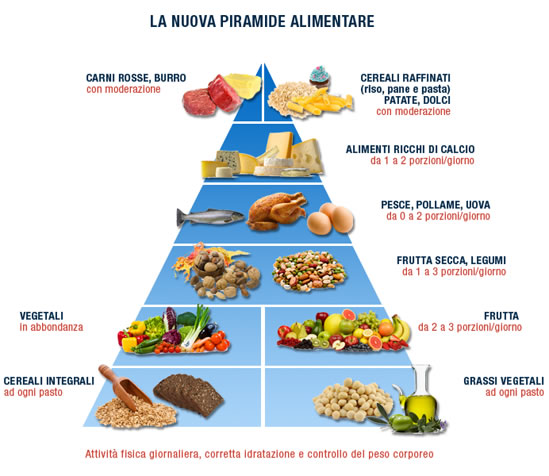 LA NUOVA PIRAMIDE ALIMENTARE
CARNI ROSSE, BURRO
con moderazione
CEREALI RAFFINATI
(riso, pane e pasta)
PATATE, DOLCI
con moderazione
ALIMENTI RICCHI DI CALCIO
da 1 a 2 porzioni/giorno
PESCE, POLLAME, UOVA
da 0 a 2 porzioni/giorno
FRUTTA SECCA, LEGUMI
da 1 a 3 porzioni/giorno
VEGETALI
in abbondanza
FRUTTA
da 2 a 3 porzioni/giorno
CEREALI INTEGRALI
ad ogni pasto
GRASSI VEGETALI
ad ogni pasto
Attività fisica giornaliera, corretta idratazione e controllo del peso corporeo